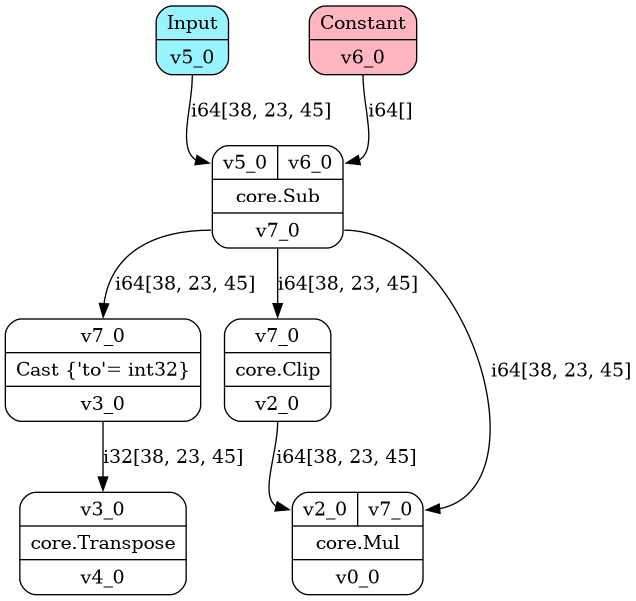 Input
v5_0
Constant
v6_0
i64[38, 23, 45]
i64[]
v5_0
v6_0
core.Sub
v7_0
i64[38, 23, 45]
i64[38, 23, 45]
i64[38, 23, 45]
v7_0
Cast {'to'= int32}
v3_0
v7_0
core.Clip
v2_0
i32[38, 23, 45]
i64[38, 23, 45]
v3_0
core.Transpose
v4_0
v2_0
v7_0
core.Mul
v0_0